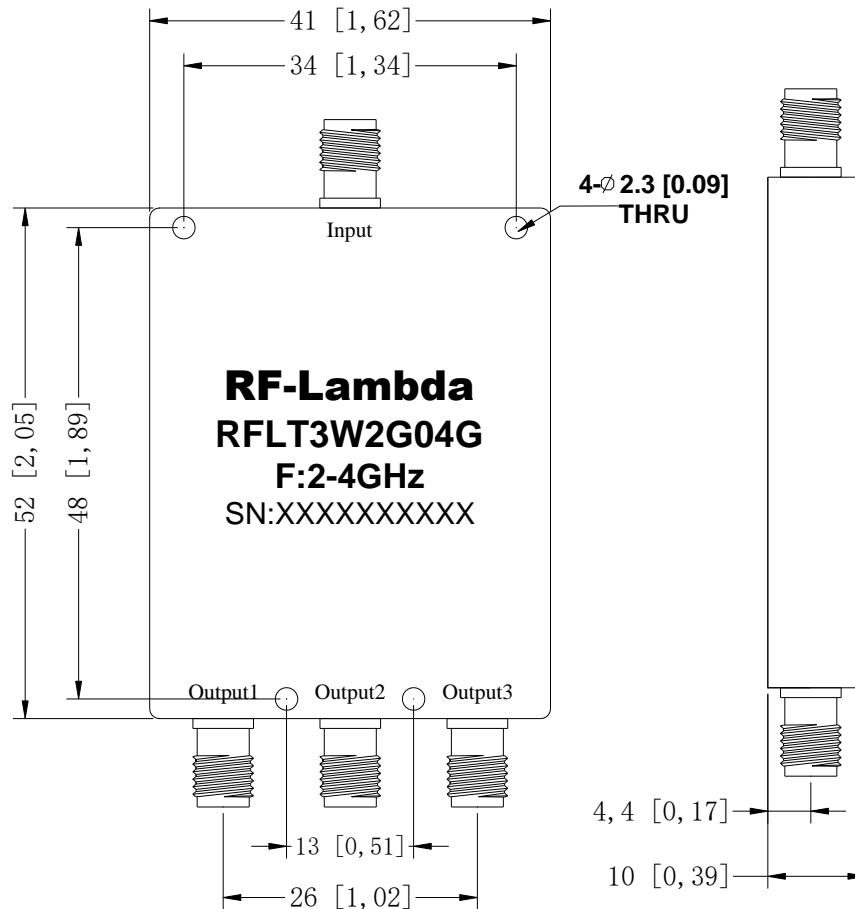 41 [1,62]
34 [1,34]
4-∅ 2.3 [0.09]
THRU
Input
RF-Lambda
RFLT3W2G04G
F:2-4GHz
SN:XXXXXXXXXX
52 [2,05]
48 [1,89]
Output1 Output2 Output3
4,4 [0,17]
13 [0,51]
10 [0,39]
26 [1,02]